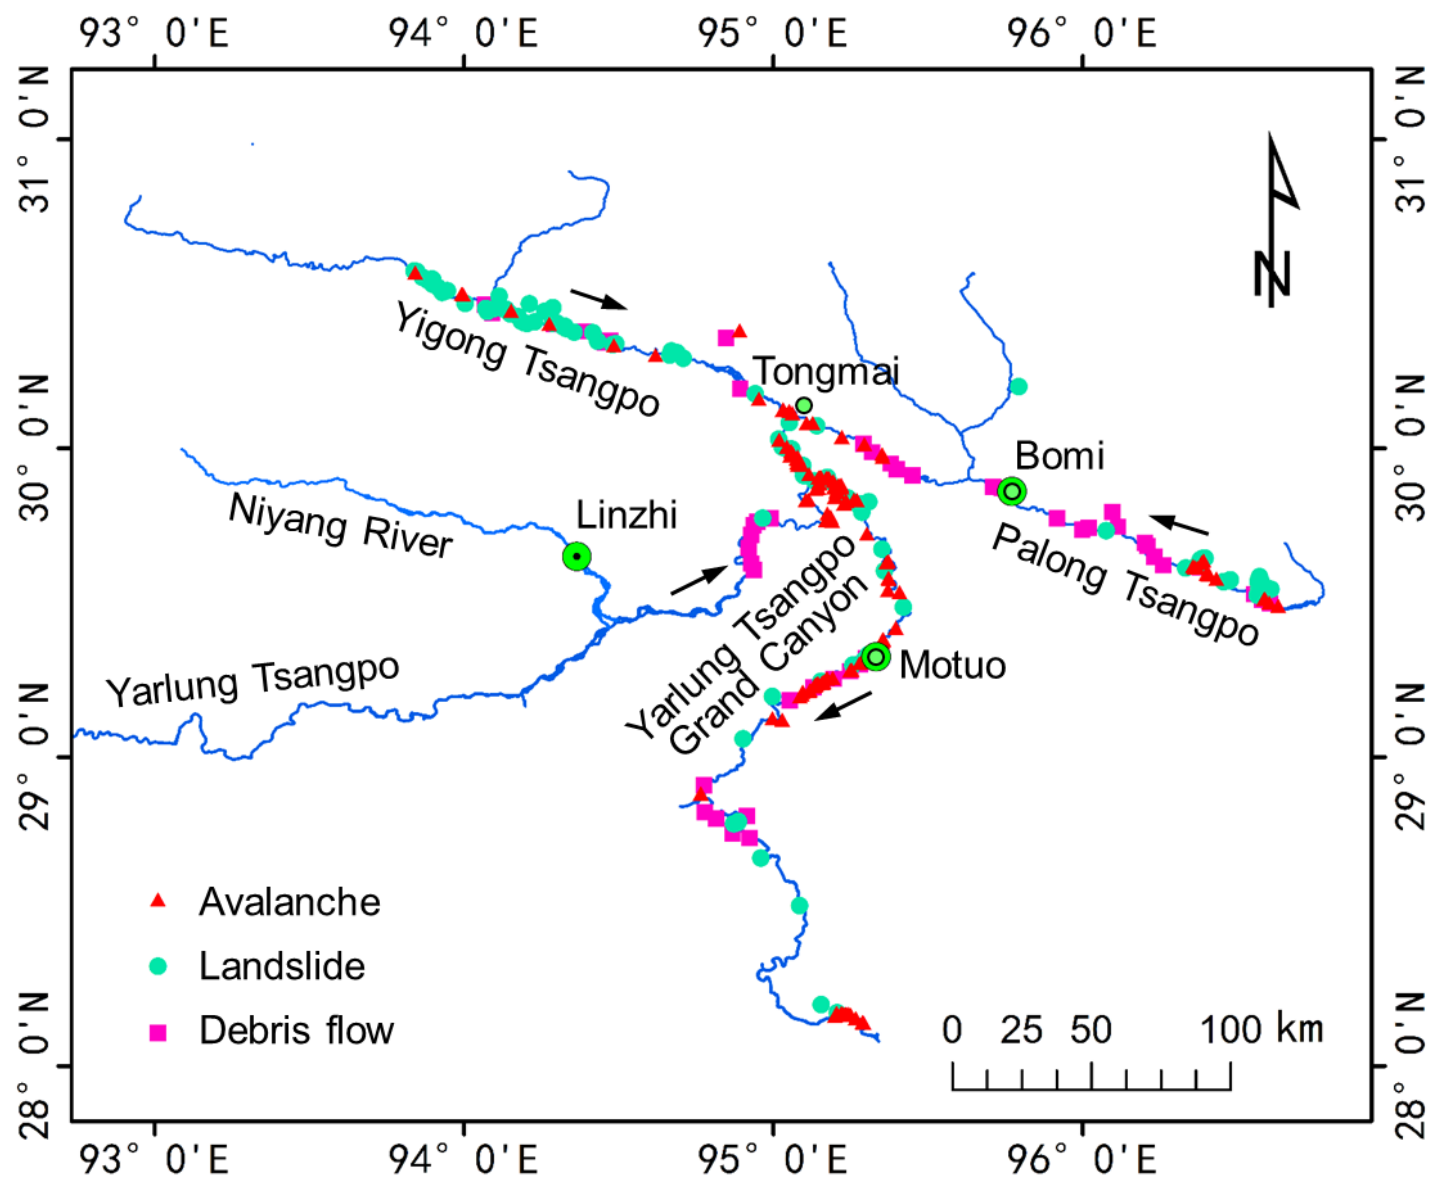 93° 0'E 94° 0'E 95° 0'E 96° 0'E
31° 0'N
31° 0'N
N
Yigong Tsangpo
Tongmai
30° 0'N
30° 0'N
Bomi
Niyang River
Linzhi
Palong Tsangpo
Yarlung Tsangpo
Grand Canyon
Yarlung Tsangpo
Motuo
29° 0'N
29° 0'N
Avalanche
Landslide
Debris flow
0 25 50 100 km
28° 0'N
28° 0'N
93° 0'E 94° 0'E 95° 0'E 96° 0'E